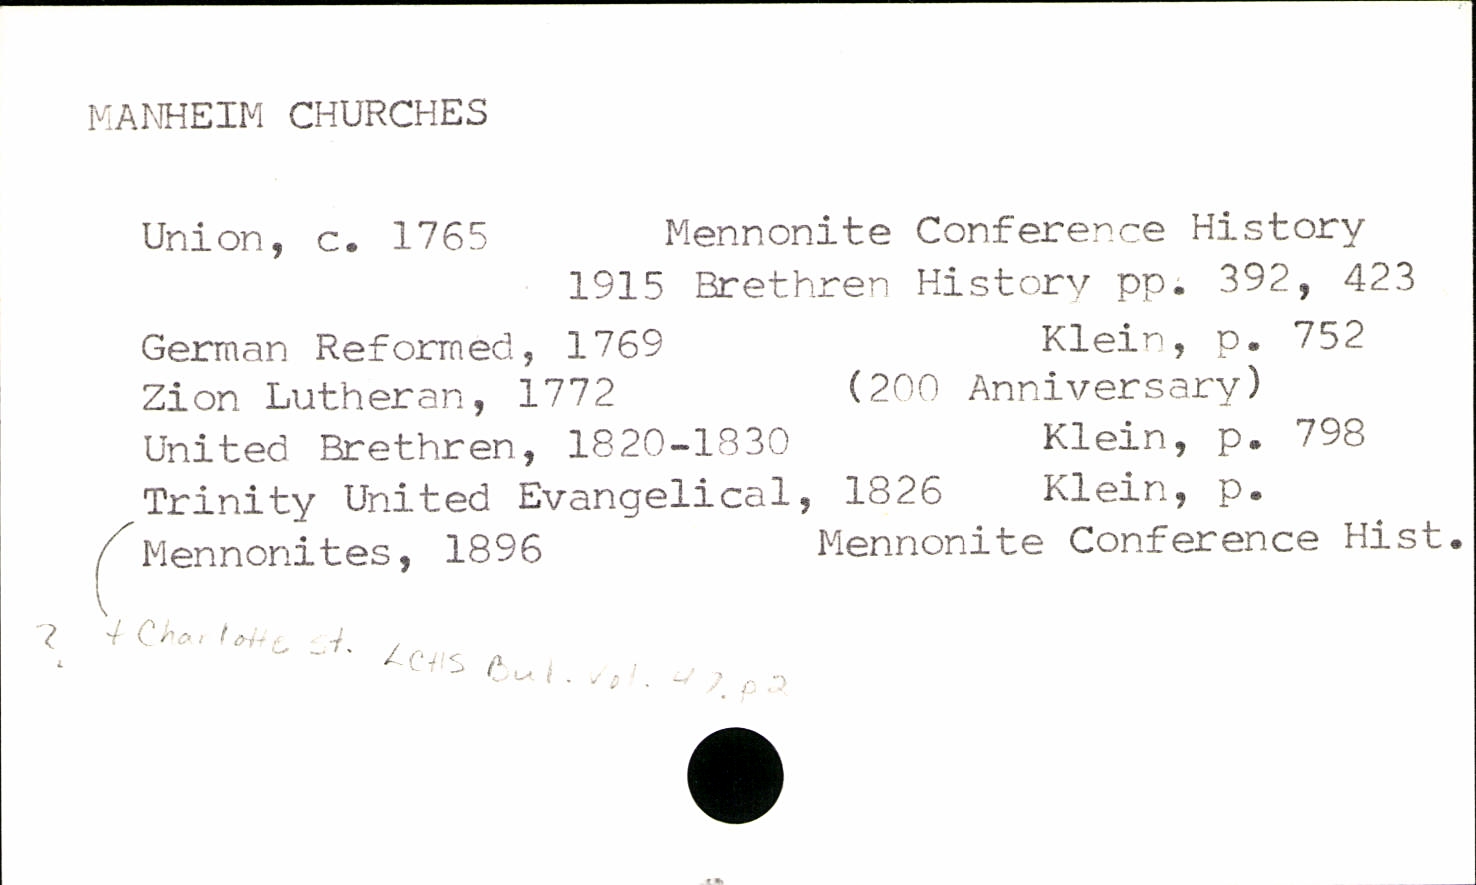 MANHEIM CHURCHES
Union, c. 1765 Mennonite Conference History
1915 Brethren History pp. 392, 423
German Reformed, 1769 Klein, p. 752
Zion Lutheran, 1772 (200 Anniversary)
United Brethren, 1820-1830 Klein, p. 798
Trinity United Evangelical, 1826 Klein, p.
Mennonites, 1896 Mennonite Conference Hist.
? + Charlotte St. LCHS Bul. Vol. 47, p2